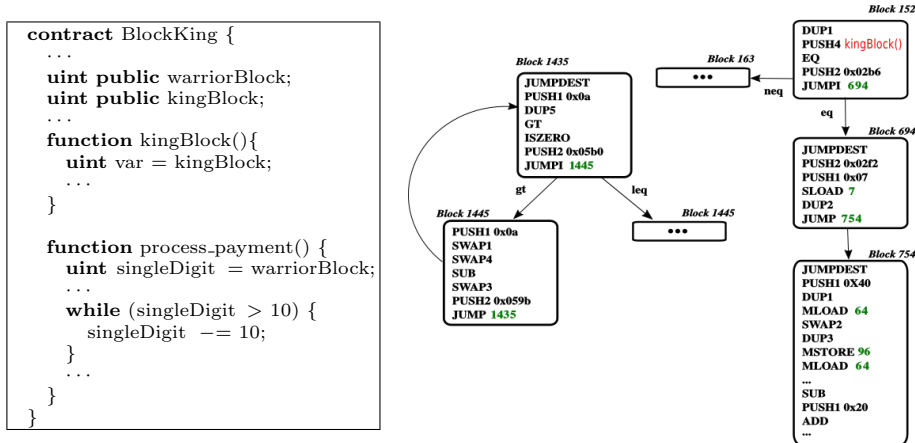 contract BlockKing {
...
uint public warriorBlock;
uint public kingBlock;
...
function kingBlock(){
uint var = kingBlock;
...
}
function process_payment() {
uint singleDigit = warriorBlock;
...
while (singleDigit > 10) {
singleDigit −= 10;
}
...
}
}
Block 1435
JUMPDEST
PUSH1 0x0a
DUP5
GT
ISZERO
PUSH2 0x05b0
JUMPI 1445
gt
leq
Block 1445
PUSH1 0x0a
SWAP1
SWAP4
SUB
SWAP3
PUSH2 0x059b
JUMP 1435
Block 1445
...
Block 152
DUP1
PUSH4 kingBlock()
EQ
PUSH2 0x02b6
JUMPI 694
Block 163
...
neq
eq
Block 694
JUMPDEST
PUSH2 0x02f2
PUSH1 0x07
SLOAD 7
DUP2
JUMP 754
Block 754
JUMPDEST
PUSH1 0X40
DUP1
MLOAD 64
SWAP2
DUP3
MSTORE 96
MLOAD 64
...
SUB
PUSH1 0x20
ADD
...